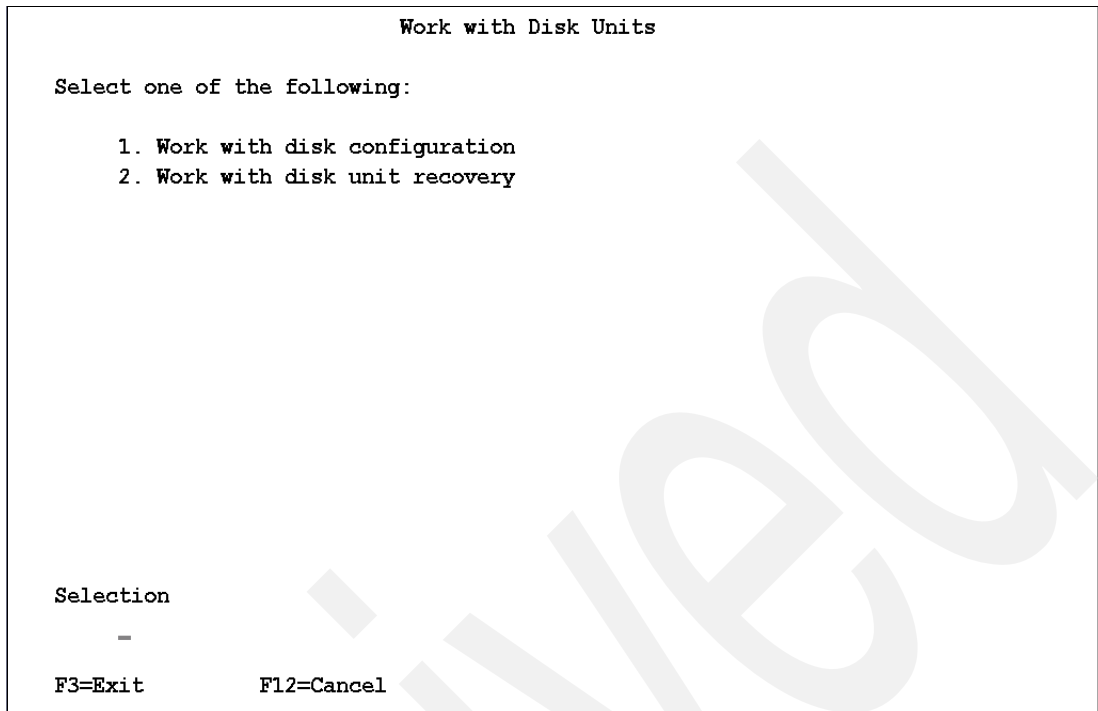 Work with Disk Units
Select one of the following:
1. Work with disk configuration
2. Work with disk unit recovery
Selection
_
F3=Exit F12=Cancel